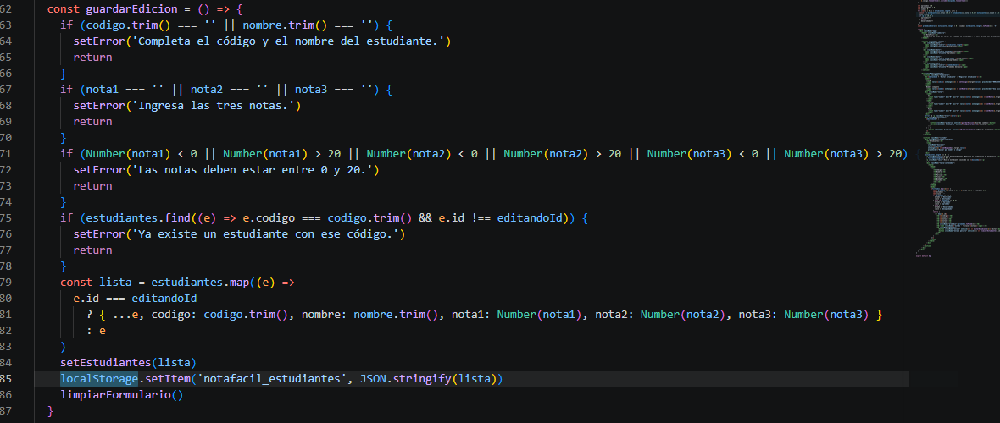 62 const guardarEdicion = () => {
63 if (codigo.trim() === '' || nombre.trim() === '') {
64 setError('Completa el código y el nombre del estudiante.')
65 return
66 }
67 if (nota1 === '' || nota2 === '' || nota3 === '') {
68 setError('Ingresa las tres notas.')
69 return
70 }
71 if (Number(nota1) < 0 || Number(nota1) > 20 || Number(nota2) < 0 || Number(nota2) > 20 || Number(nota3) < 0 || Number(nota3) > 20)
72 setError('Las notas deben estar entre 0 y 20.')
73 return
74 }
75 if (estudiantes.find((e) => e.codigo === codigo.trim() && e.id !== editandoId)) {
76 setError('Ya existe un estudiante con ese código.')
77 return
78 }
79 const lista = estudiantes.map((e) =>
80 e.id === editandoId
81 ? { ...e, codigo: codigo.trim(), nombre: nombre.trim(), nota1: Number(nota1), nota2: Number(nota2), nota3: Number(nota3) }
82 : e
83 )
84 setEstudiantes(lista)
85 localStorage.setItem('notafacil_estudiantes', JSON.stringify(lista))
86 limpiarFormulario()
87 }